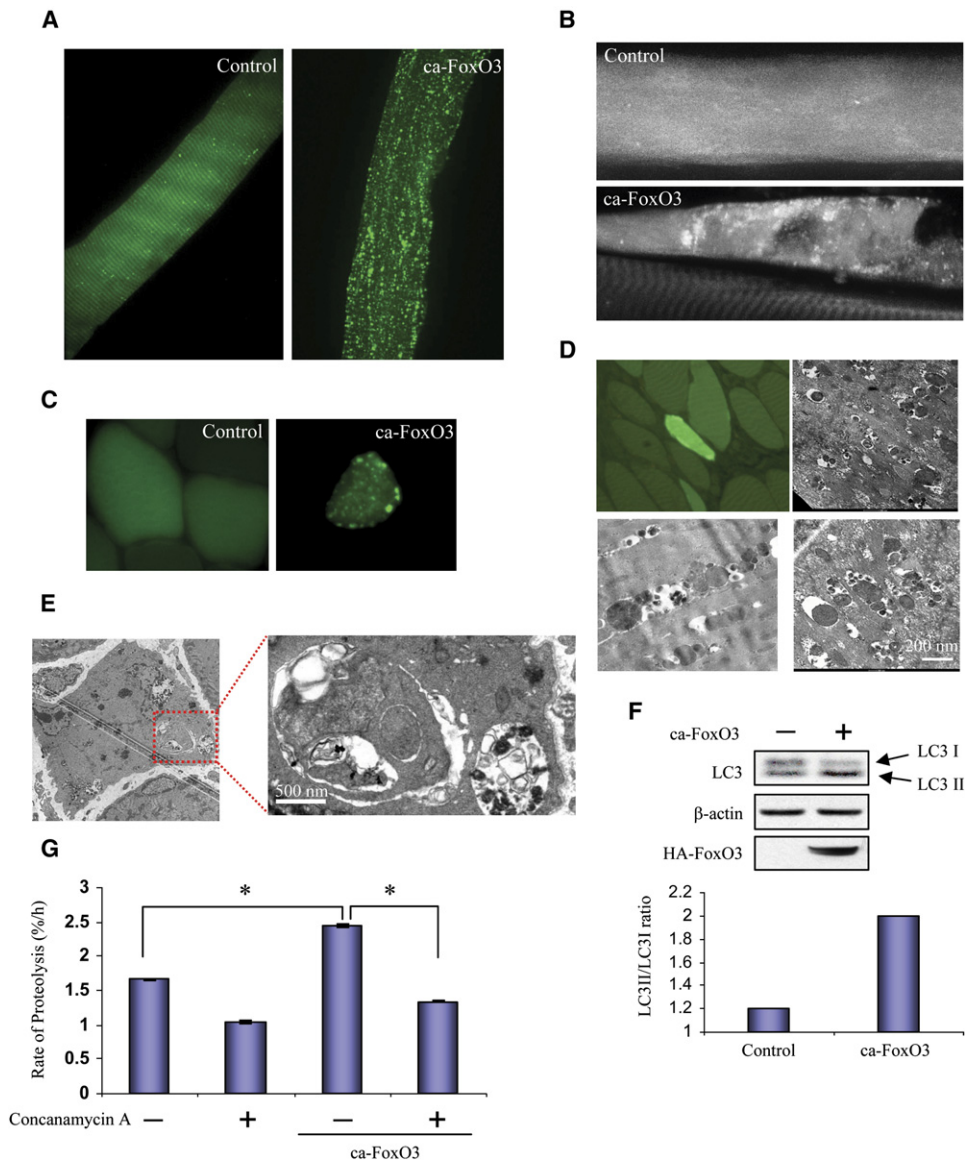 A
Control
ca-FoxO3
B
Control
ca-FoxO3
C
Control
ca-FoxO3
D
200 nm
E
500 nm
F
ca-FoxO3 — +
LC3
LC3 I
LC3 II
β-actin
HA-FoxO3
LC3II/LC3I ratio
2.2
2
1.8
1.6
1.4
1.2
1
Control
ca-FoxO3
G
Rate of Proteolysis (%/h)
3
2.5
2
1.5
1
0.5
0
*
*
Concanamycin A — + — +
ca-FoxO3